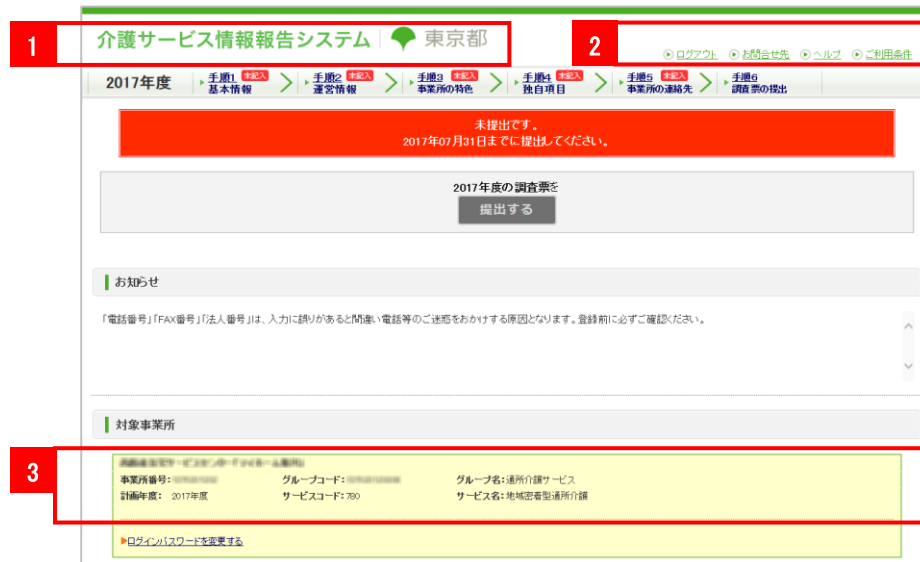 1
介護サービス情報報告システム 東京都
2
ログアウト お問合せ先 ヘルプ ご利用条件
2017年度 手順1 未記入 手順2 未記入 手順3 未記入 手順4 未記入 手順5 未記入 手順6
基本情報 運営情報 事業所の特色 独自項目 事業所の連絡先 調査票の提出
未提出です。
2017年07月31日までに提出してください。
2017年度の調査票を
提出する
お知らせ
「電話番号」「FAX番号」「法人番号」は、入力に誤りがあると間違い電話等のご迷惑をおかけする原因となります。登録前に必ずご確認ください。
対象事業所
3
事業所番号: グループコード: グループ名:通所介護サービス
計画年度: 2017年度 サービスコード:780 サービス名:地域密着型通所介護
ログインパスワードを変更する